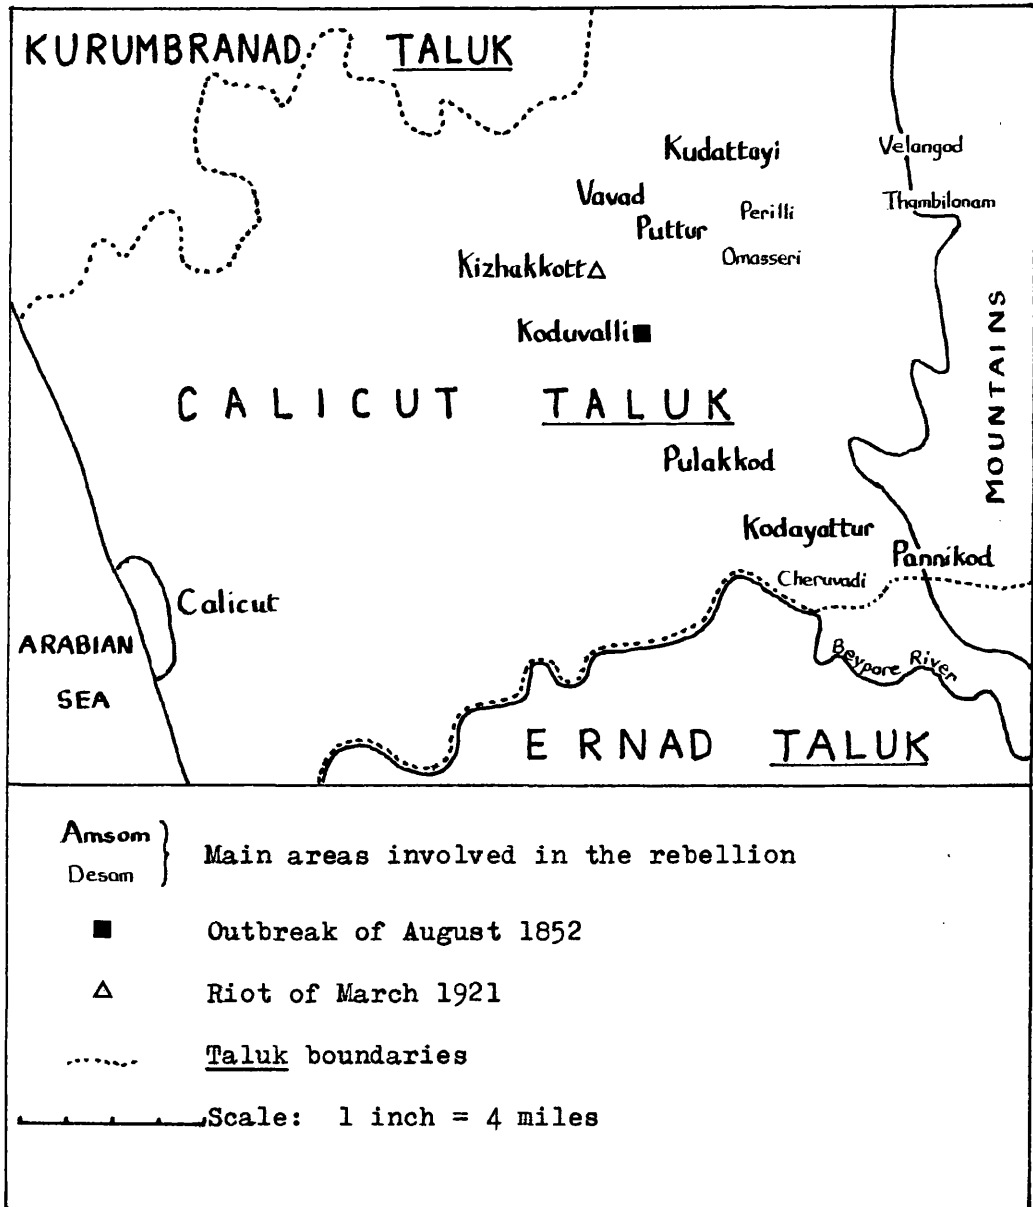 KURUMBRANAD TALUK
Kudattayi
Velangod
Vavad
Perilli
Thambilonam
Puttur
Omasseri
Kizhakkott
Koduvalli
MOUNTAINS
CALICUT TALUK
Pulakkod
Kodayattur
Pannikod
Cheruvadi
Calicut
ARABIAN
SEA
Beypore River
ERNAD TALUK
Amsom
Desam
Main areas involved in the rebellion
Outbreak of August 1852
Riot of March 1921
Taluk boundaries
Scale: 1 inch = 4 miles